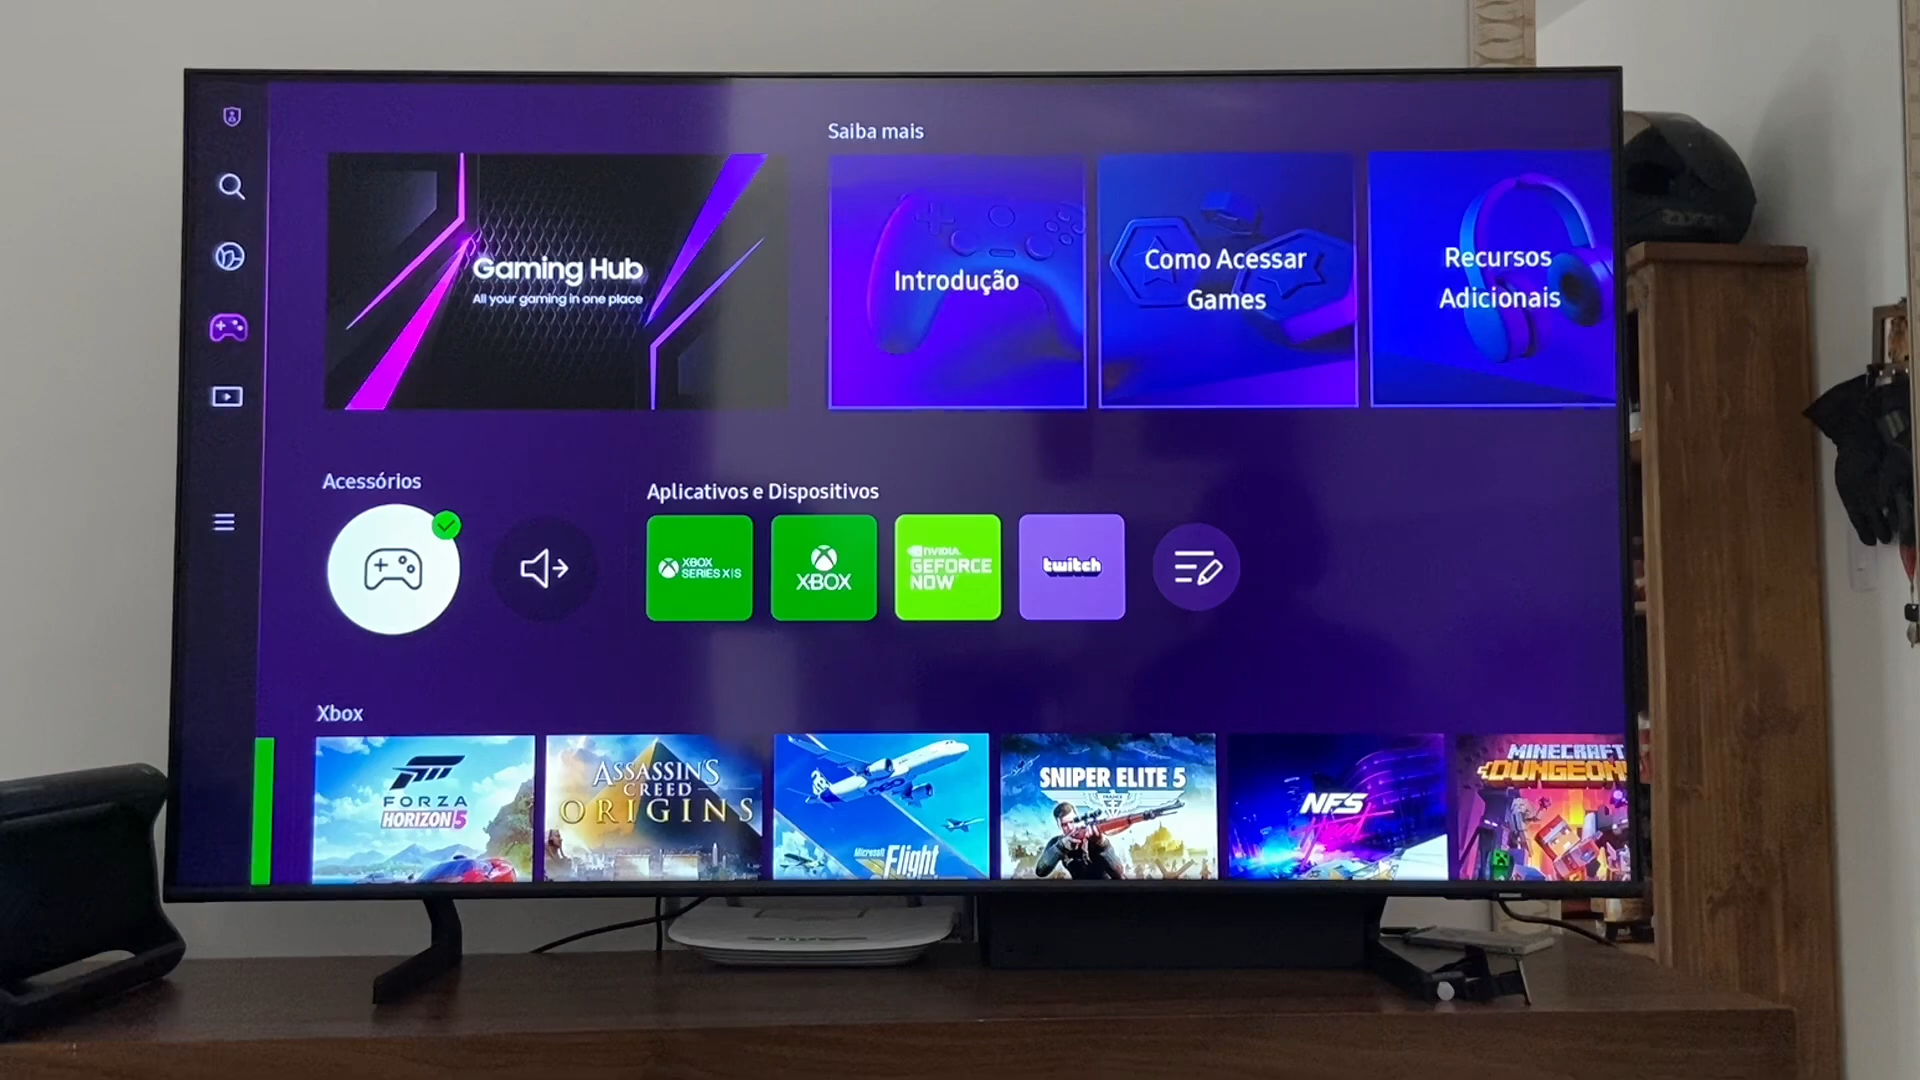 Saiba mais
Gaming Hub
All your gaming in one place
Introdução
Como Acessar
Games
Recursos
Adicionais
Acessórios
Aplicativos e Dispositivos
XBOX
SERIES X|S
XBOX
NVIDIA.
GEFORCE
NOW
twitch
Xbox
FORZA
HORIZON 5
ASSASSIN'S
CREED
ORIGINS
Microsoft
Flight
SNIPER ELITE 5
FRANCE
NFS
Heat
MINECRAFT
DUNGEON